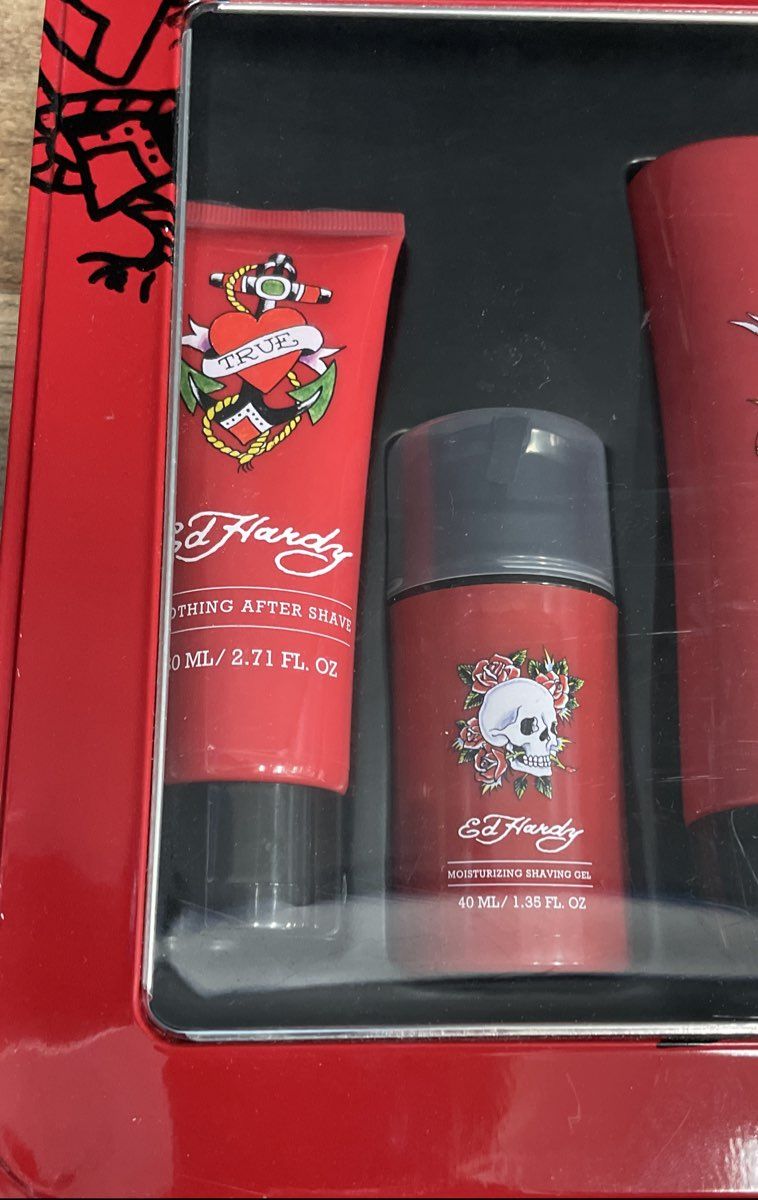 TRUE
Ed Hardy
OTHING AFTER SHAVE
0 ML/ 2.71 FL. OZ
Ed Hardy
MOISTURIZING SHAVING GEL
40 ML/ 1.35 FL. OZ